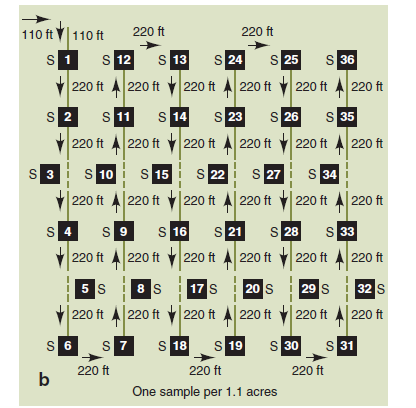 110 ft 110 ft 220 ft 220 ft
S 1 S 12 S 13 S 24 S 25 S 36
220 ft 220 ft 220 ft 220 ft 220 ft 220 ft
S 2 S 11 S 14 S 23 S 26 S 35
220 ft 220 ft 220 ft 220 ft 220 ft 220 ft
S 3 S 10 S 15 S 22 S 27 S 34
220 ft 220 ft 220 ft 220 ft 220 ft 220 ft
S 4 S 9 S 16 S 21 S 28 S 33
220 ft 220 ft 220 ft 220 ft 220 ft 220 ft
5 S 8 S 17 S 20 S 29 S 32 S
220 ft 220 ft 220 ft 220 ft 220 ft 220 ft
S 6 S 7 S 18 S 19 S 30 S 31
220 ft 220 ft 220 ft
b
One sample per 1.1 acres